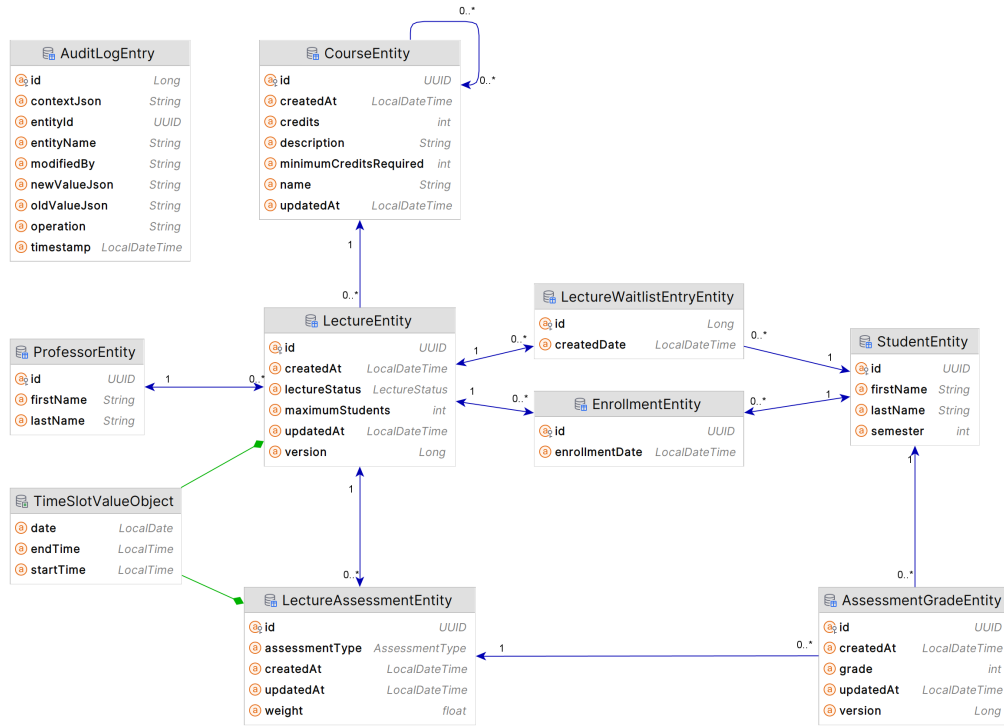 0..*
0..*
AuditLogEntry
id Long
contextJson String
entityId UUID
entityName String
modifiedBy String
newValueJson String
oldValueJson String
operation String
timestamp LocalDateTime
CourseEntity
id UUID
createdAt LocalDateTime
credits int
description String
minimumCreditsRequired int
name String
updatedAt LocalDateTime
1
0..*
LectureEntity
id UUID
createdAt LocalDateTime
lectureStatus LectureStatus
maximumStudents int
updatedAt LocalDateTime
version Long
ProfessorEntity
id UUID
firstName String
lastName String
1
0..*
LectureWaitlistEntryEntity
id Long
createdDate LocalDateTime
1
0..*
0..*
1
EnrollmentEntity
id UUID
enrollmentDate LocalDateTime
1
0..*
0..*
1
StudentEntity
id UUID
firstName String
lastName String
semester int
TimeSlotValueObject
date LocalDate
endTime LocalTime
startTime LocalTime
1
0..*
1
0..*
LectureAssessmentEntity
id UUID
assessmentType AssessmentType
createdAt LocalDateTime
updatedAt LocalDateTime
weight float
1
0..*
AssessmentGradeEntity
id UUID
createdAt LocalDateTime
grade int
updatedAt LocalDateTime
version Long